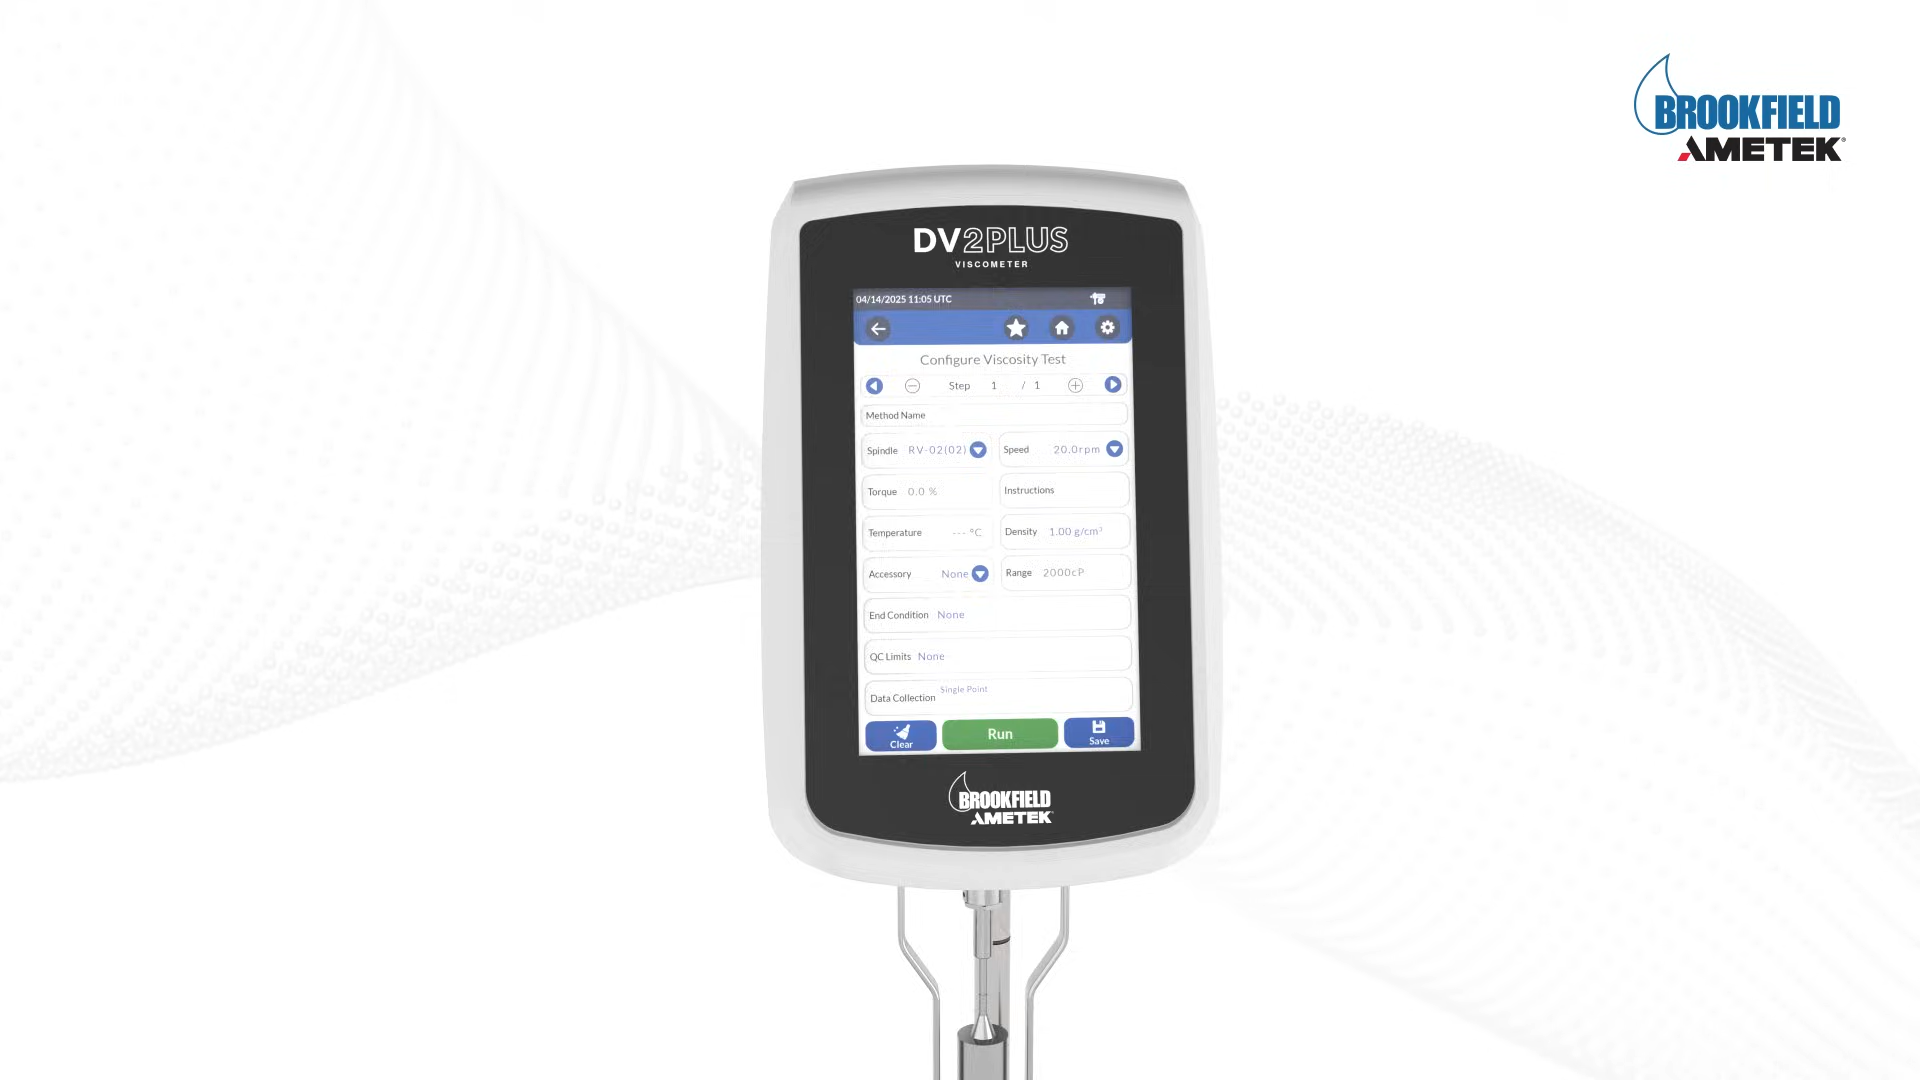 BROOKFIELD
AMETEK®
DV2PLUS
VISCOMETER
04/14/2025 11:05 UTC
Configure Viscosity Test
Step 1 / 1
Method Name
Spindle RV-02(02) Speed 20.0rpm
Torque 0.0 % Instructions
Temperature --- °C Density 1.00 g/cm³
Accessory None Range 2000cP
End Condition None
QC Limits None
Data Collection Single Point
Clear Run Save
BROOKFIELD
AMETEK